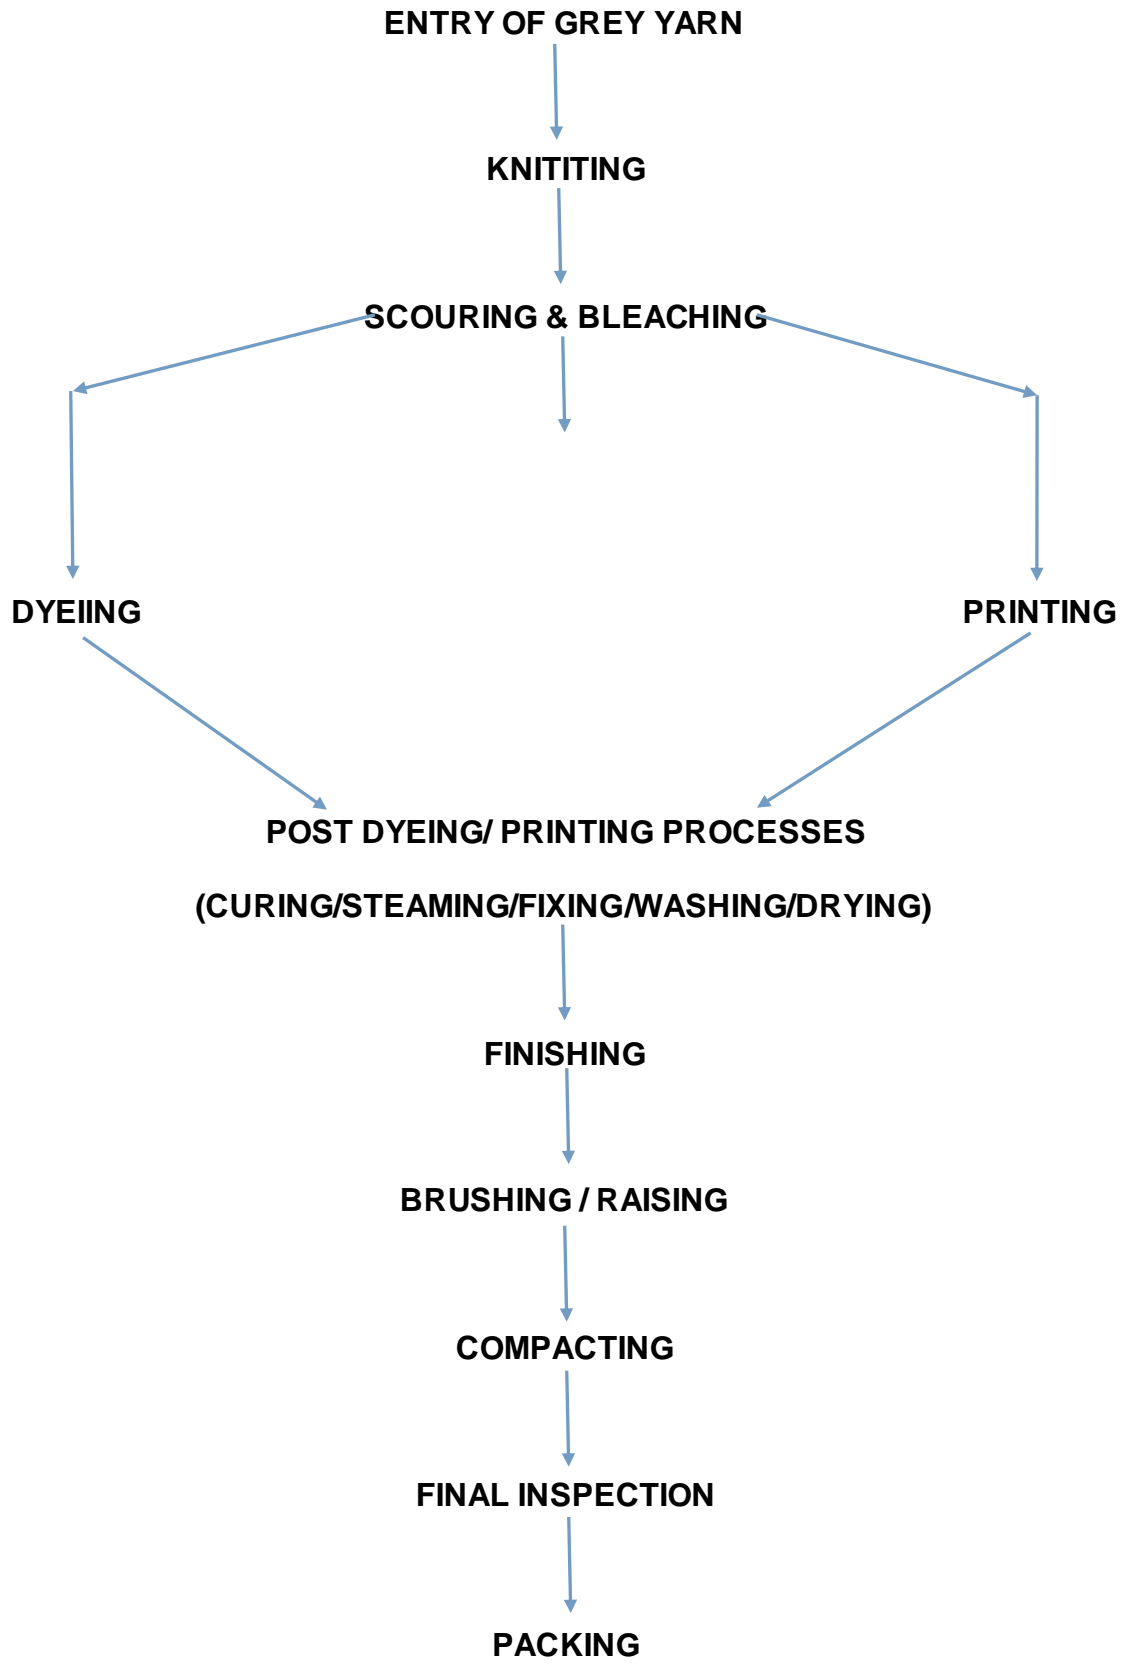 ENTRY OF GREY YARN
KNITITING
SCOURING & BLEACHING
DYEIING
PRINTING
POST DYEING/ PRINTING PROCESSES
(CURING/STEAMING/FIXING/WASHING/DRYING)
FINISHING
BRUSHING / RAISING
COMPACTING
FINAL INSPECTION
PACKING